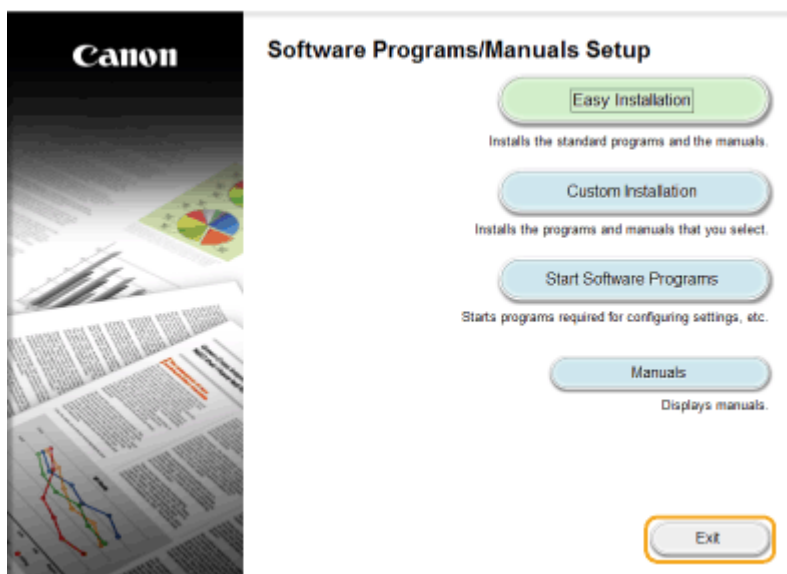 Canon
Software Programs/Manuals Setup
Easy Installation
Installs the standard programs and the manuals.
Custom Installation
Installs the programs and manuals that you select.
Start Software Programs
Starts programs required for configuring settings, etc.
Manuals
Displays manuals.
Exit